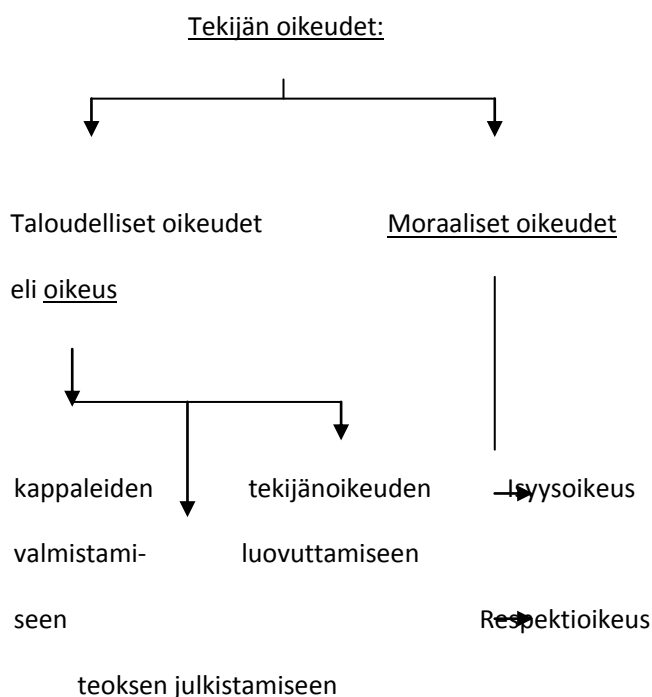 Tekijän oikeudet:
Taloudelliset oikeudet
eli oikeus
Moraaliset oikeudet
kappaleiden
valmistami-
seen
teoksen julkistamiseen
tekijänoikeuden
luovuttamiseen
Isyysoikeus
Respektioikeus